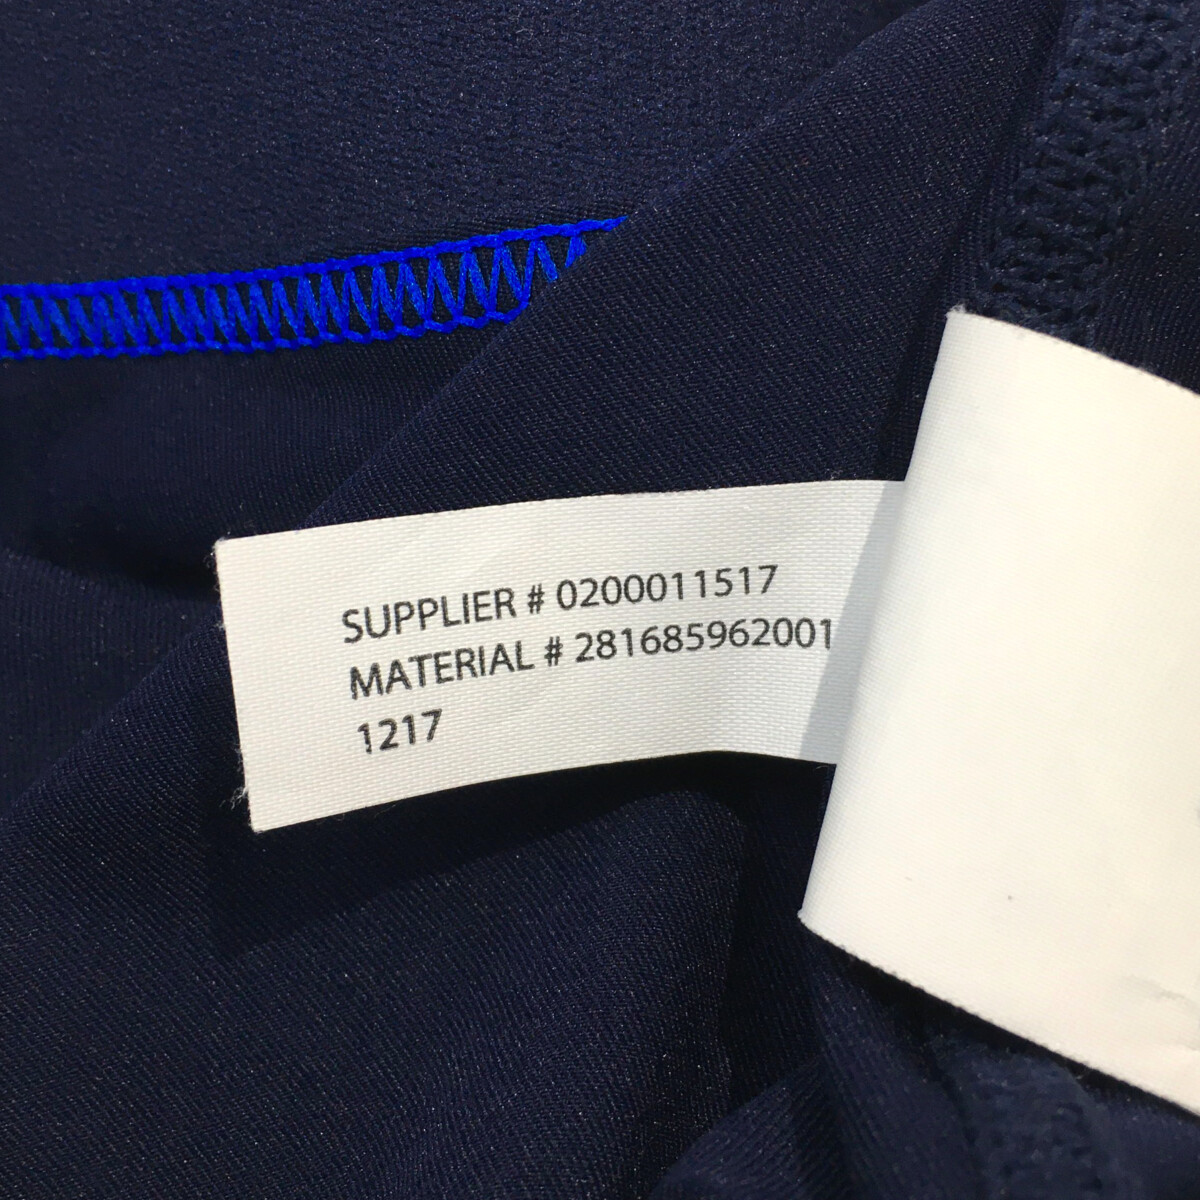 SUPPLIER # 0200011517
MATERIAL # 281685962001
1217